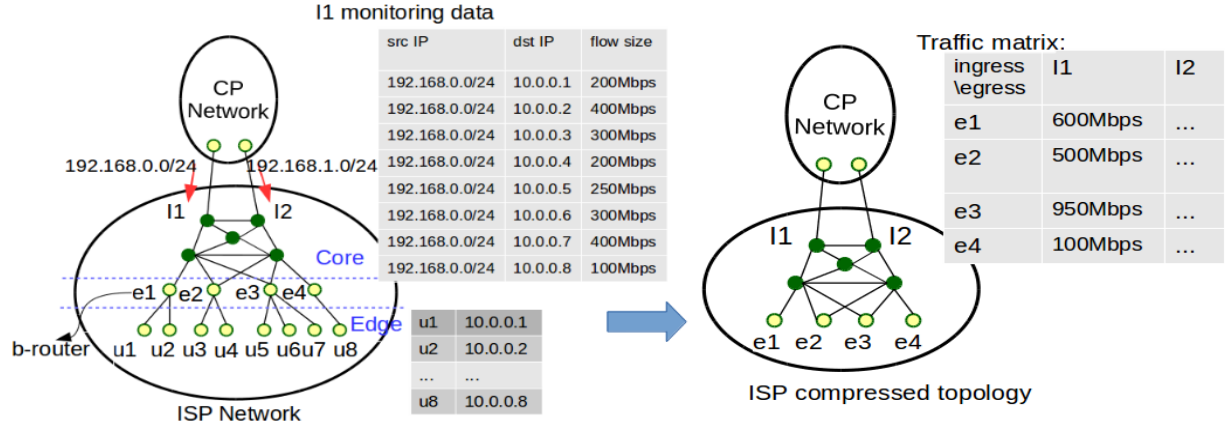 I1 monitoring data
src IP dst IP flow size
192.168.0.0/24 10.0.0.1 200Mbps
192.168.0.0/24 10.0.0.2 400Mbps
192.168.0.0/24 10.0.0.3 300Mbps
192.168.0.0/24 10.0.0.4 200Mbps
192.168.0.0/24 10.0.0.5 250Mbps
192.168.0.0/24 10.0.0.6 300Mbps
192.168.0.0/24 10.0.0.7 400Mbps
192.168.0.0/24 10.0.0.8 100Mbps
CP
Network
192.168.0.0/24 192.168.1.0/24
I1 I2
Core
e1 e2 e3 e4
Edge
b-router u1 u2 u3 u4 u5 u6 u7 u8
ISP Network
u1 10.0.0.1
u2 10.0.0.2
... ...
u8 10.0.0.8
Traffic matrix:
ingress I1 I2
\egress
e1 600Mbps ...
e2 500Mbps ...
e3 950Mbps ...
e4 100Mbps ...
CP
Network
I1 I2
e1 e2 e3 e4
ISP compressed topology